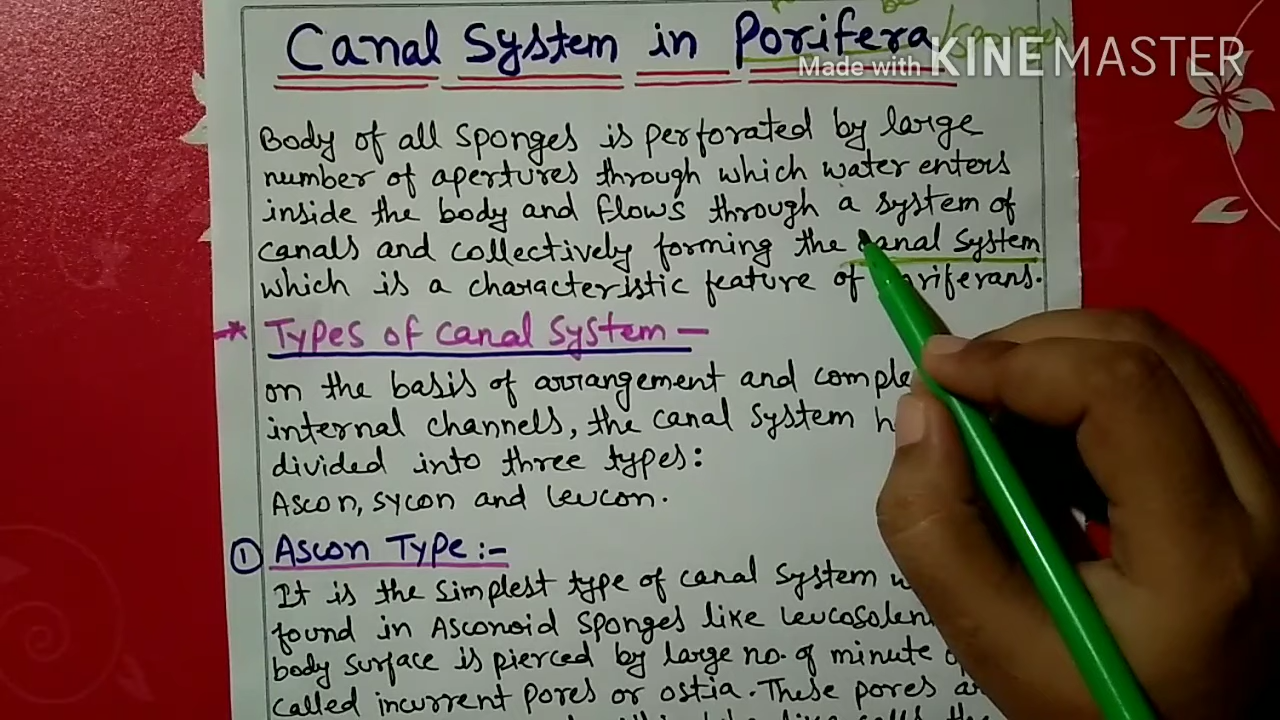 Canal System in Porifera/sponges
Made with KINEMASTER
Body of all sponges is perforated by large
number of apertures through which water enters
inside the body and flows through a system of
canals and collectively forming the canal system
which is a characteristic feature of poriferans.
* Types of canal system -
on the basis of arrangement and
internal channels, the canal system
divided into three types:
Ascon, sycon and leucon.
① Ascon Type :-
It is the simplest type of canal system
found in Asconoid sponges like
body surface is pierced by large no. of minute
called incurrent pores or ostia. These pores